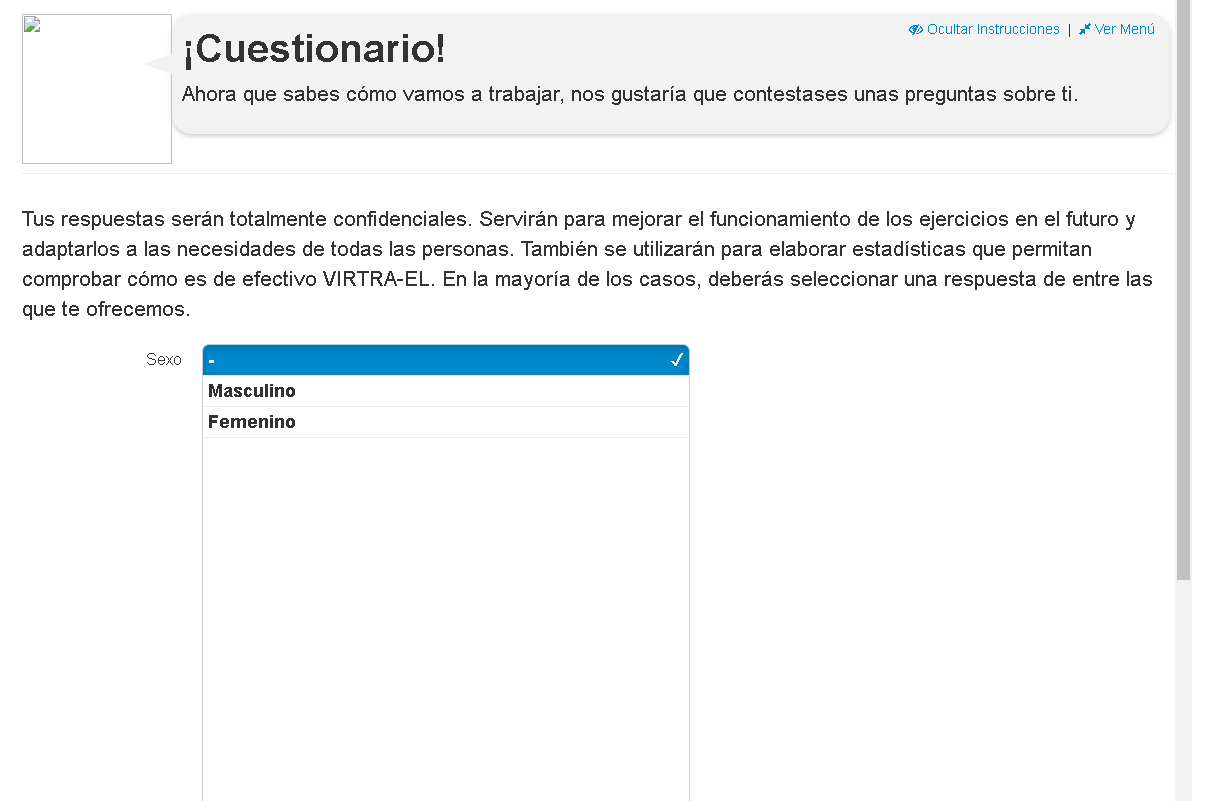 Ocultar Instrucciones | Ver Menú
¡Cuestionario!
Ahora que sabes cómo vamos a trabajar, nos gustaría que contestases unas preguntas sobre ti.
Tus respuestas serán totalmente confidenciales. Servirán para mejorar el funcionamiento de los ejercicios en el futuro y
adaptarlos a las necesidades de todas las personas. También se utilizarán para elaborar estadísticas que permitan
comprobar cómo es de efectivo VIRTRA-EL. En la mayoría de los casos, deberás seleccionar una respuesta de entre las
que te ofrecemos.
Sexo -
Masculino
Femenino